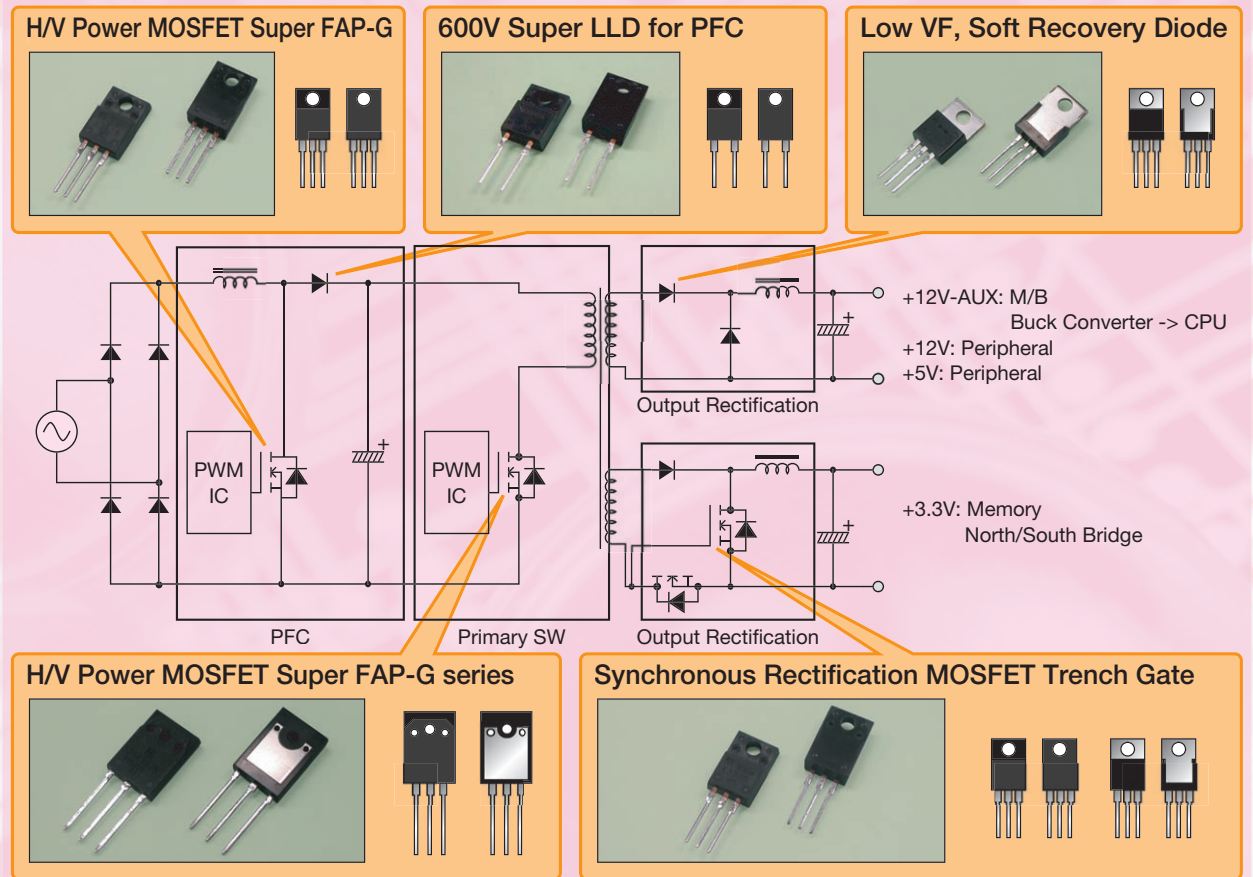 H/V Power MOSFET Super FAP-G
600V Super LLD for PFC
Low VF, Soft Recovery Diode
+12V-AUX: M/B
Buck Converter -> CPU
+12V: Peripheral
+5V: Peripheral
Output Rectification
PWM
IC
+
PWM
IC
+
+
+3.3V: Memory
North/South Bridge
PFC
Primary SW
Output Rectification
H/V Power MOSFET Super FAP-G series
Synchronous Rectification MOSFET Trench Gate